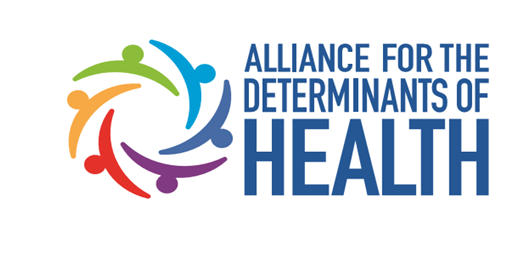 ALLIANCE FOR THE
DETERMINANTS OF
HEALTH